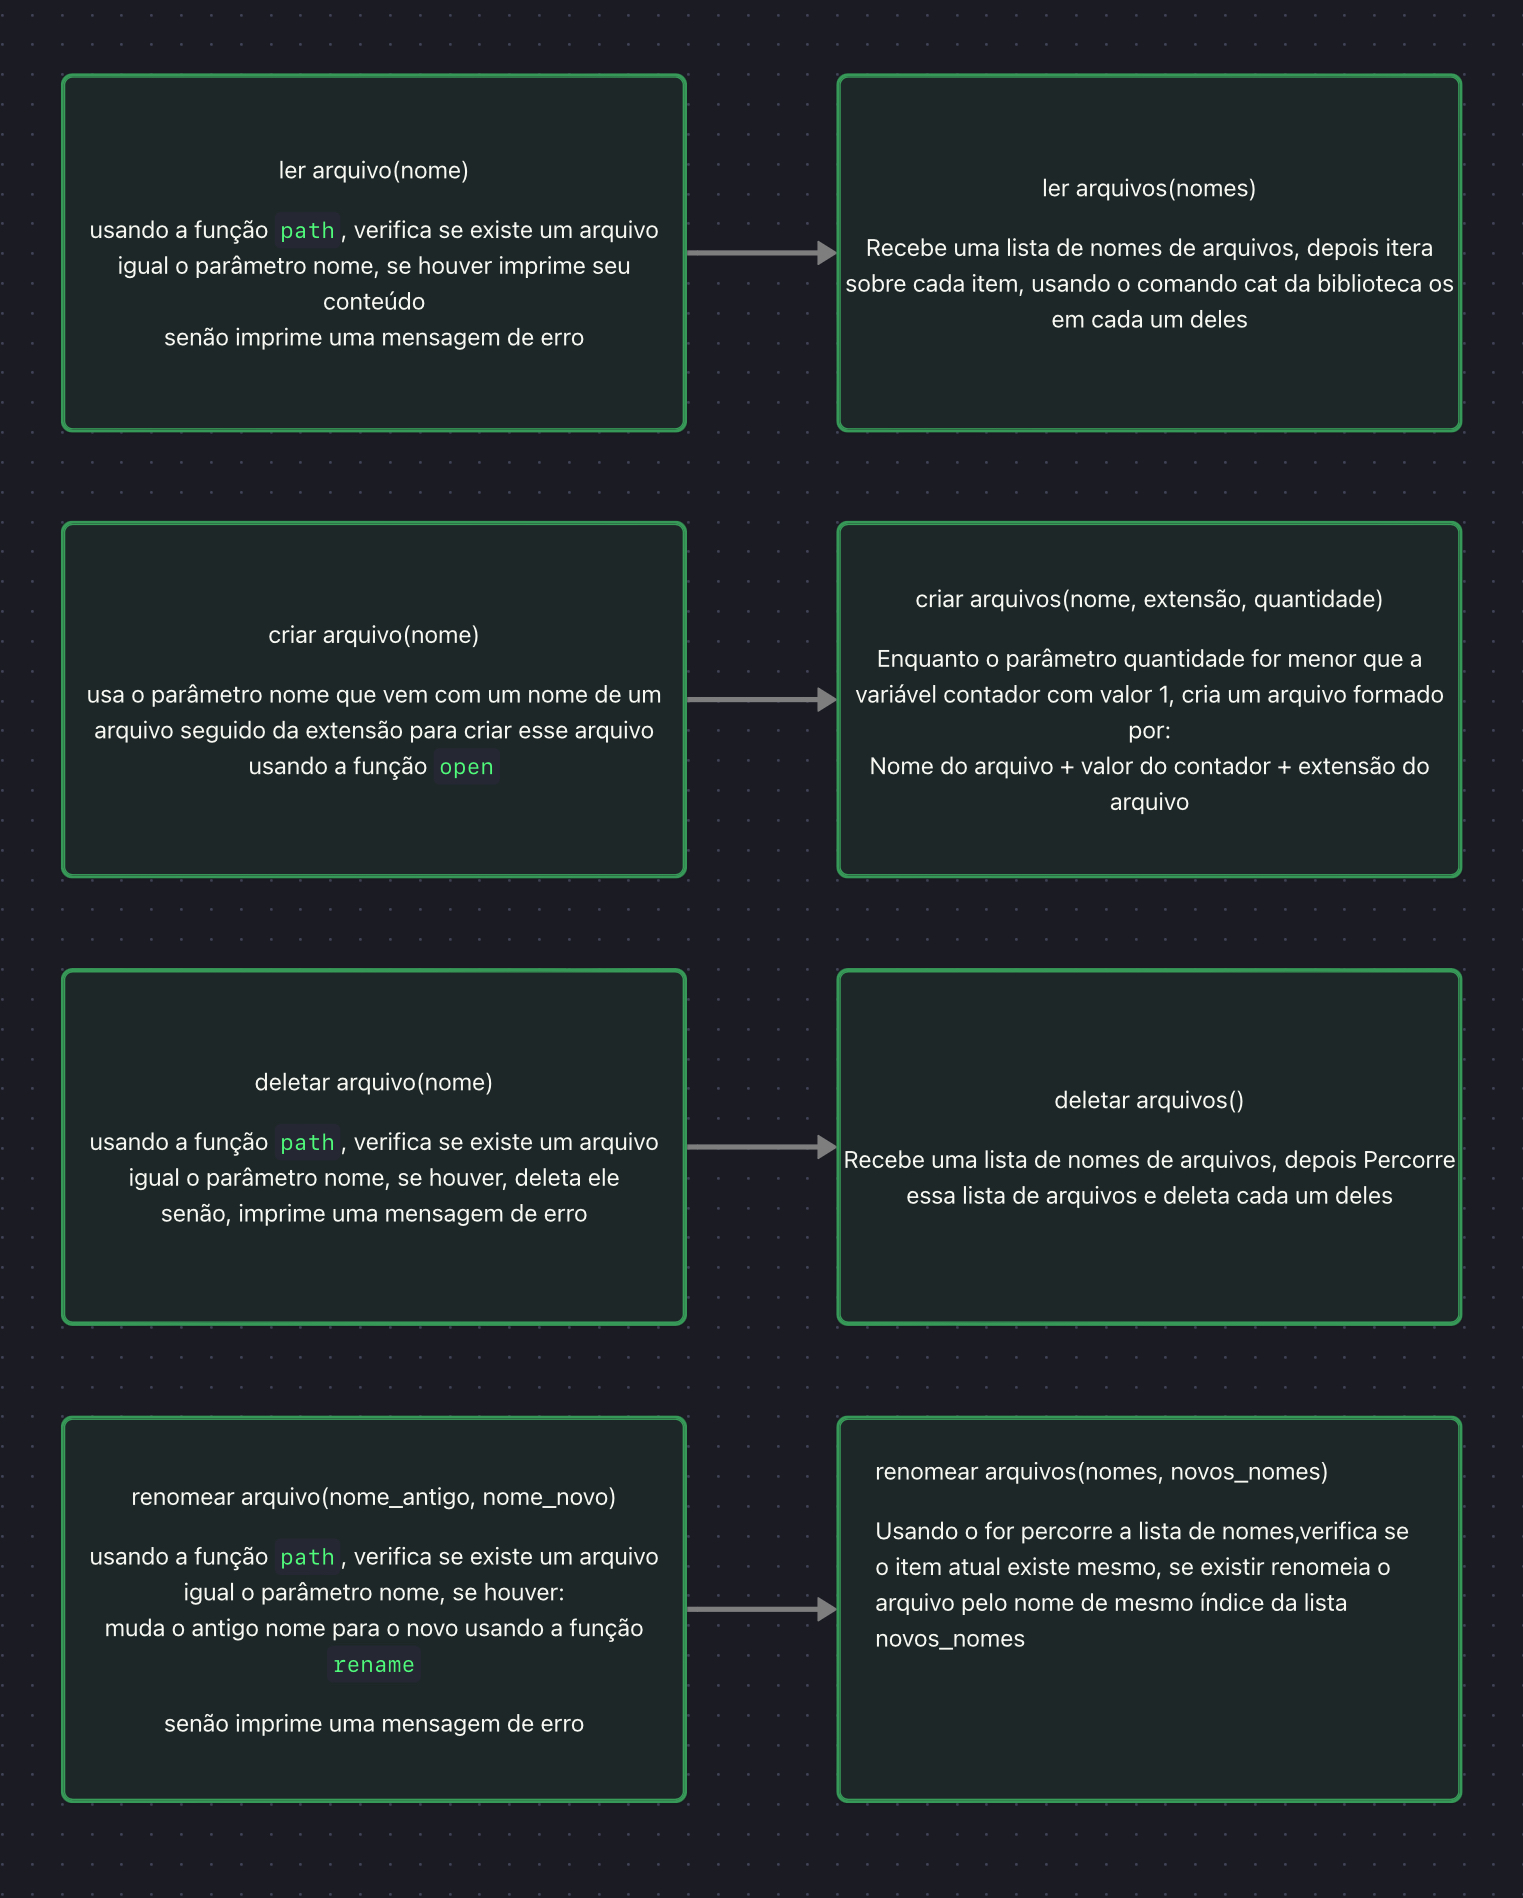 ler arquivo(nome)
usando a função path, verifica se existe um arquivo
igual o parâmetro nome, se houver imprime seu
conteúdo
senão imprime uma mensagem de erro
ler arquivos(nomes)
Recebe uma lista de nomes de arquivos, depois itera
sobre cada item, usando o comando cat da biblioteca os
em cada um deles
criar arquivo(nome)
usa o parâmetro nome que vem com um nome de um
arquivo seguido da extensão para criar esse arquivo
usando a função open
criar arquivos(nome, extensão, quantidade)
Enquanto o parâmetro quantidade for menor que a
variável contador com valor 1, cria um arquivo formado
por:
Nome do arquivo + valor do contador + extensão do
arquivo
deletar arquivo(nome)
usando a função path, verifica se existe um arquivo
igual o parâmetro nome, se houver, deleta ele
senão, imprime uma mensagem de erro
deletar arquivos()
Recebe uma lista de nomes de arquivos, depois Percorre
essa lista de arquivos e deleta cada um deles
renomear arquivo(nome_antigo, nome_novo)
usando a função path, verifica se existe um arquivo
igual o parâmetro nome, se houver:
muda o antigo nome para o novo usando a função
rename
senão imprime uma mensagem de erro
renomear arquivos(nomes, novos_nomes)
Usando o for percorre a lista de nomes,verifica se
o item atual existe mesmo, se existir renomeia o
arquivo pelo nome de mesmo índice da lista
novos_nomes